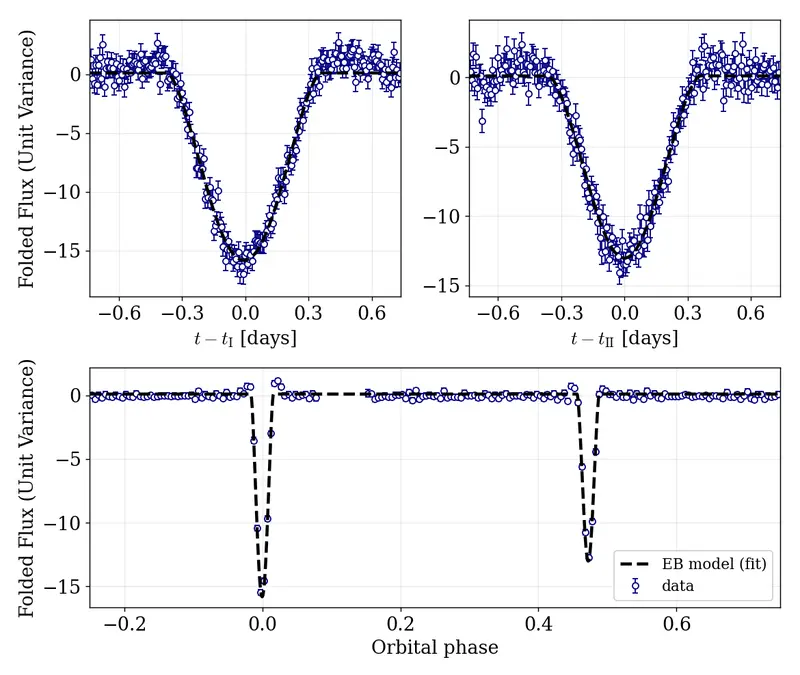 Folded Flux (Unit Variance)
0
−5
−10
−15
−0.6 −0.3 0.0 0.3 0.6
t − tI [days]
0
−5
−10
−15
−0.6 −0.3 0.0 0.3 0.6
t − tII [days]
Folded Flux (Unit Variance)
0
−5
−10
−15
EB model (fit)
data
−0.2 0.0 0.2 0.4 0.6
Orbital phase